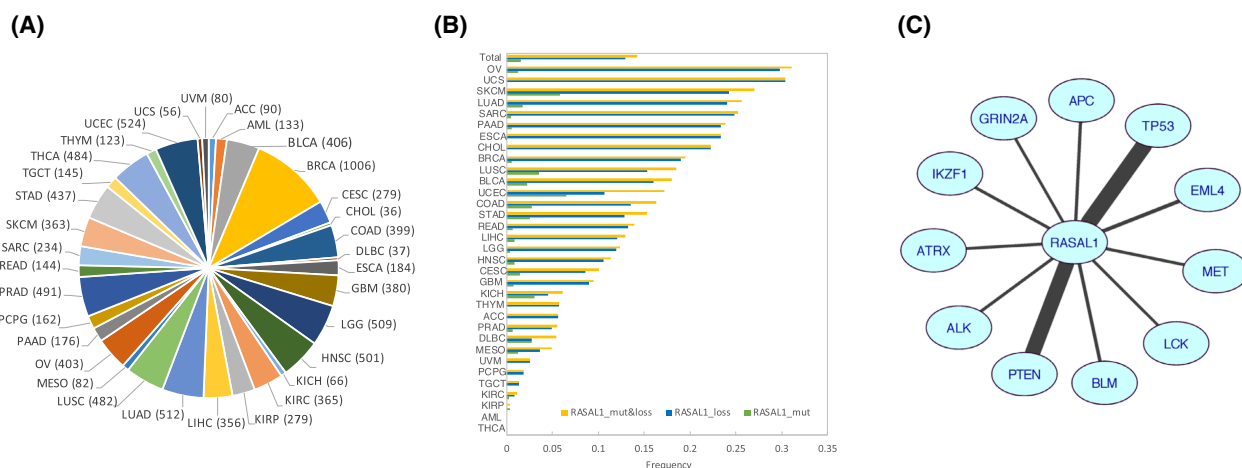 (A)
(B)
(C)
UVM (80)
ACC (90)
AML (133)
BLCA (406)
BRCA (1006)
CESC (279)
CHOL (36)
COAD (399)
DLBC (37)
ESCA (184)
GBM (380)
LGG (509)
HNSC (501)
KICH (66)
KIRC (365)
KIRP (279)
LIHC (356)
LUAD (512)
LUSC (482)
MESO (82)
OV (403)
PAAD (176)
PCPG (162)
PRAD (491)
READ (144)
SARC (234)
SKCM (363)
STAD (437)
TGCT (145)
THCA (484)
THYM (123)
UCEC (524)
UCS (56)
Total
OV
UCS
SKCM
LUAD
SARC
PAAD
ESCA
CHOL
BRCA
LUSC
BLCA
UCEC
COAD
STAD
READ
LIHC
LGG
HNSC
CESC
GBM
KICH
THYM
ACC
PRAD
DLBC
MESO
UVM
PCPG
TGCT
KIRC
KIRP
AML
THCA
RASAL1_mut&loss RASAL1_loss RASAL1_mut
0 0.05 0.1 0.15 0.2 0.25 0.3 0.35
Frequency
APC
TP53
GRIN2A
EML4
IKZF1
RASAL1
ATRX
MET
ALK
LCK
PTEN
BLM